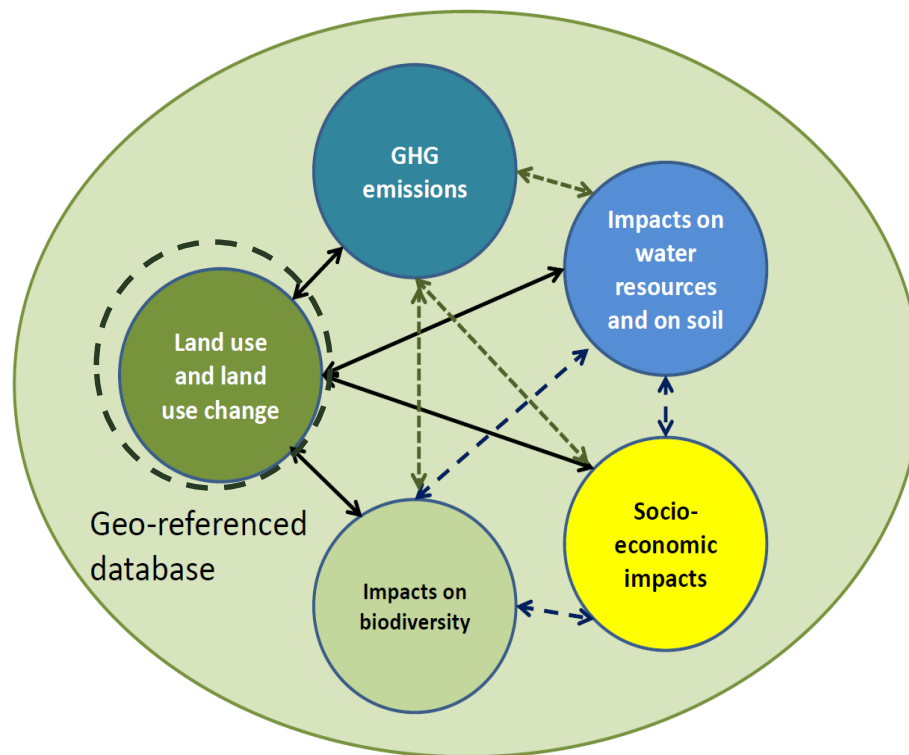 GHG
emissions
Impacts on
water
resources
and on soil
Land use
and land
use change
Geo-referenced
database
Socio-
economic
impacts
Impacts on
biodiversity